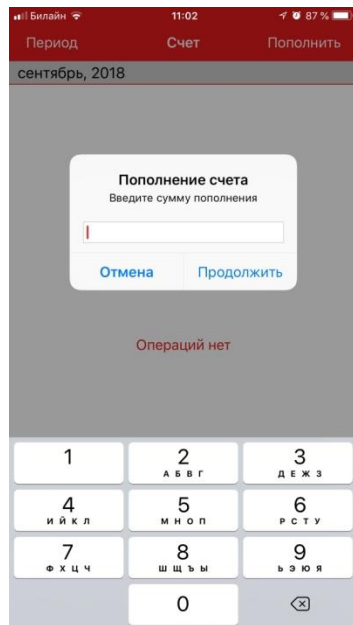 Билайн 11:02 87 %
Период Счет Пополнить
сентябрь, 2018
Пополнение счета
Введите сумму пополнения
Отмена Продолжить
Операций нет
1 2 3
А Б В Г Д Е Ж З
4 5 6
И Й К Л М Н О П Р С Т У
7 8 9
Ф Х Ц Ч Ш Щ Ъ Ы Ь Э Ю Я
0